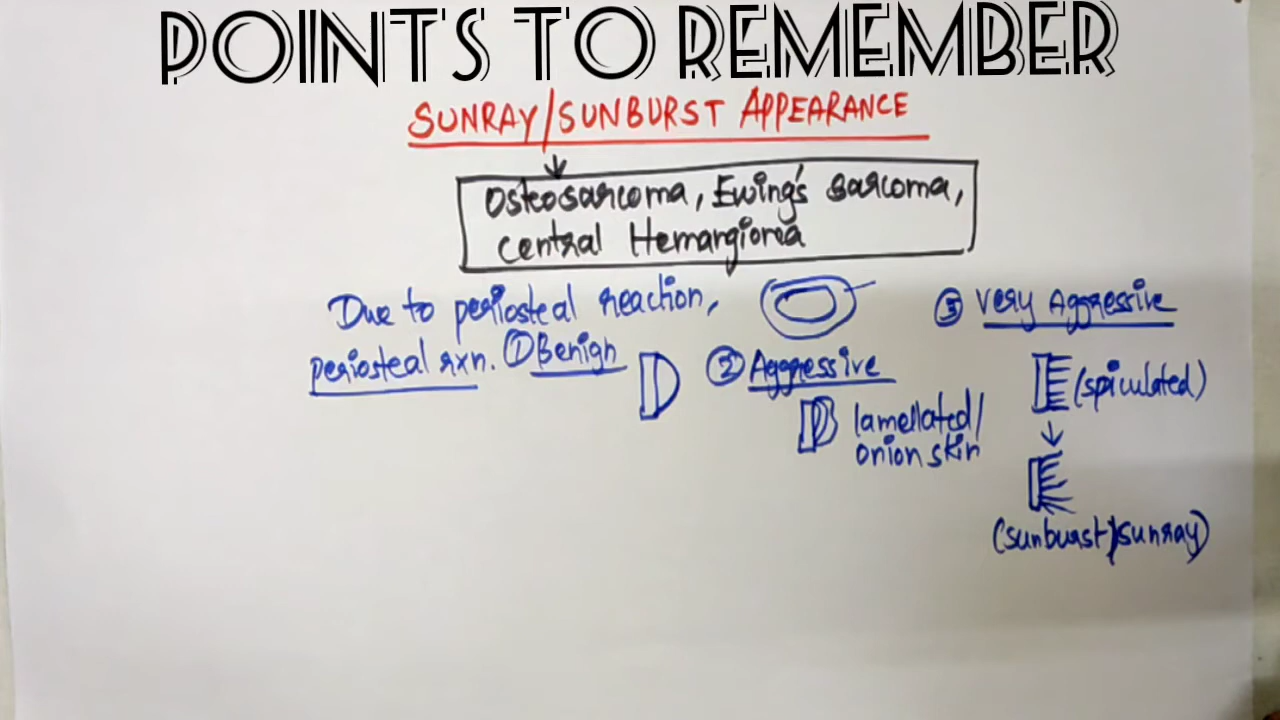 POINTS TO REMEMBER
SUNRAY/SUNBURST APPEARANCE
Osteosarcoma, Ewing's sarcoma,
central Hemangioma
Due to periosteal reaction,
periosteal rxn. ① Benign
② Aggressive
lamellated/
onion skin
③ Very Aggressive
(spiculated)
(sunburst/sunray)